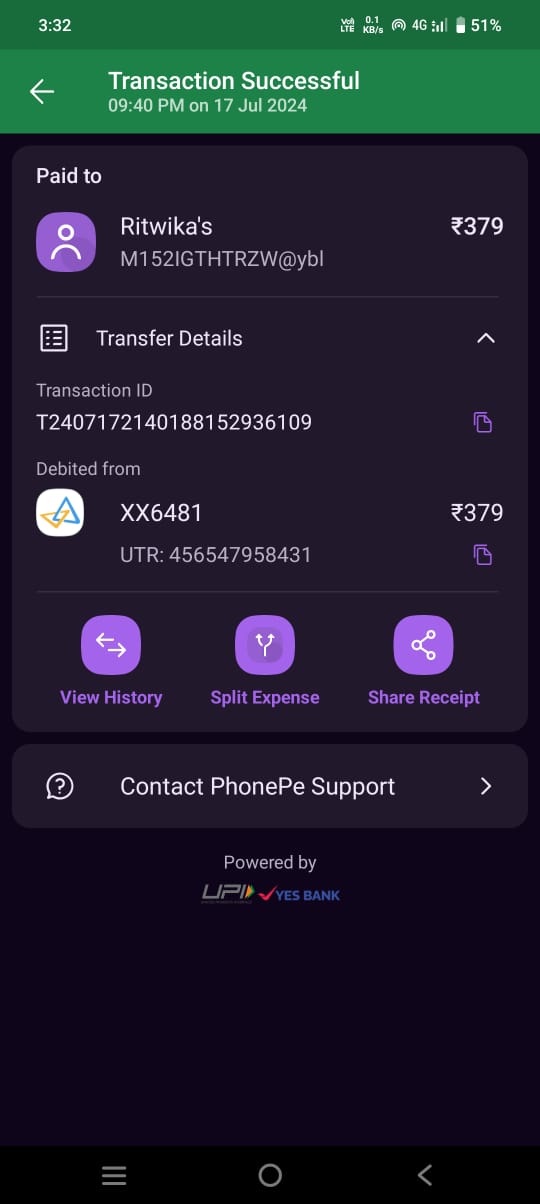 3:32
Vo) LTE 0.1 KB/s 4G 51%
Transaction Successful
09:40 PM on 17 Jul 2024
Paid to
Ritwika's ₹379
M152IGTHTRZW@ybl
Transfer Details
Transaction ID
T2407172140188152936109
Debited from
XX6481 ₹379
UTR: 456547958431
View History Split Expense Share Receipt
Contact PhonePe Support
Powered by
UPI YES BANK